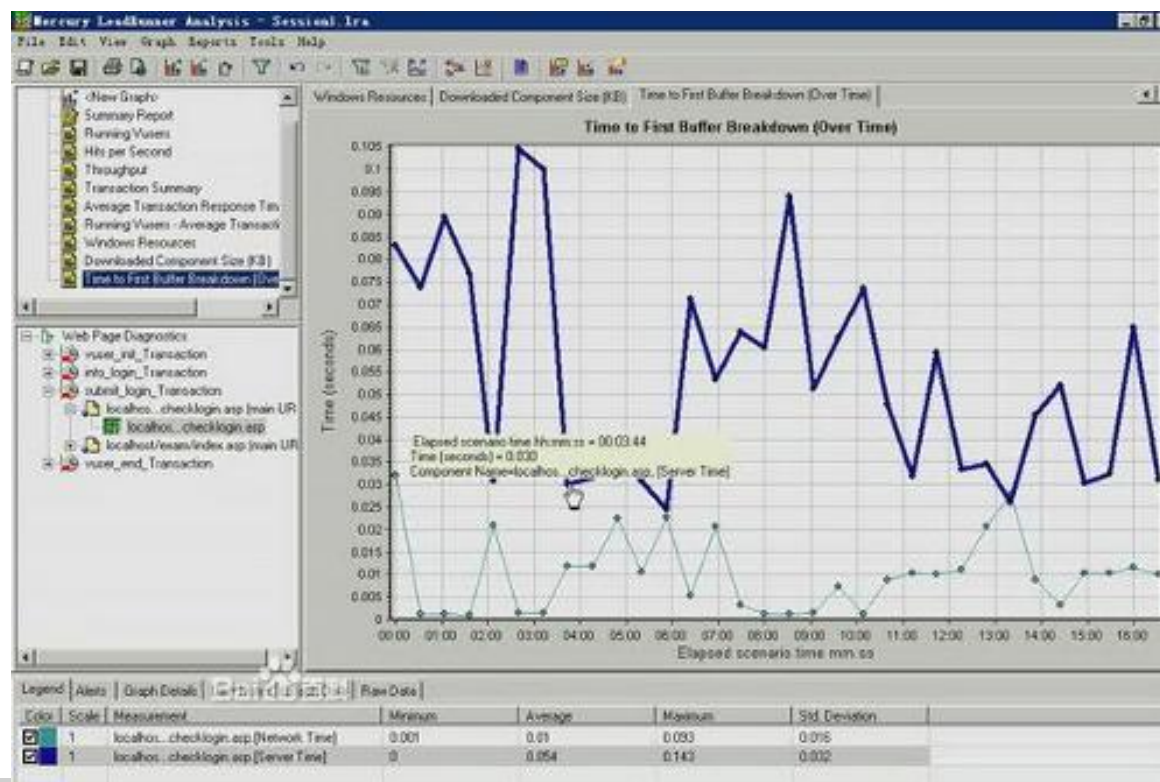 Mercury LoadRunner Analysis - Session1.lra
File Edit View Graph Reports Tools Help
<New Graph>
Summary Report
Running Vusers
Hits per Second
Throughput
Transaction Summary
Average Transaction Response Tim
Running Vusers - Average Transacti
Windows Resources
Downloaded Component Size (KB)
Time to First Buffer Breakdown (Over
Web Page Diagnostics
vuser_init_Transaction
into_login_Transaction
submit_login_Transaction
localhos...checklogin.asp (main UR
localhos...checklogin.asp
localhost/exam/index.asp (main UR
vuser_end_Transaction
Windows Resources Downloaded Component Size (KB) Time to First Buffer Breakdown (Over Time)
Time to First Buffer Breakdown (Over Time)
Time (seconds)
0.105
0.1
0.095
0.09
0.085
0.08
0.075
0.07
0.065
0.06
0.055
0.05
0.045
0.04
0.035
0.03
0.025
0.02
0.015
0.01
0.005
0
Elapsed scenario time hh:mm:ss = 00:03:44
Time (seconds) = 0.030
Component Name=localhos...checklogin.asp, [Server Time]
00:00 01:00 02:00 03:00 04:00 05:00 06:00 07:00 08:00 09:00 10:00 11:00 12:00 13:00 14:00 15:00 16:00
Elapsed scenario time mm:ss
Legend Alerts Graph Details Raw Data
Color Scale Measurement Minimum Average Maximum Std. Deviation
1 localhos...checklogin.asp [Network Time] 0.001 0.01 0.093 0.016
1 localhos...checklogin.asp [Server Time] 0 0.054 0.143 0.032